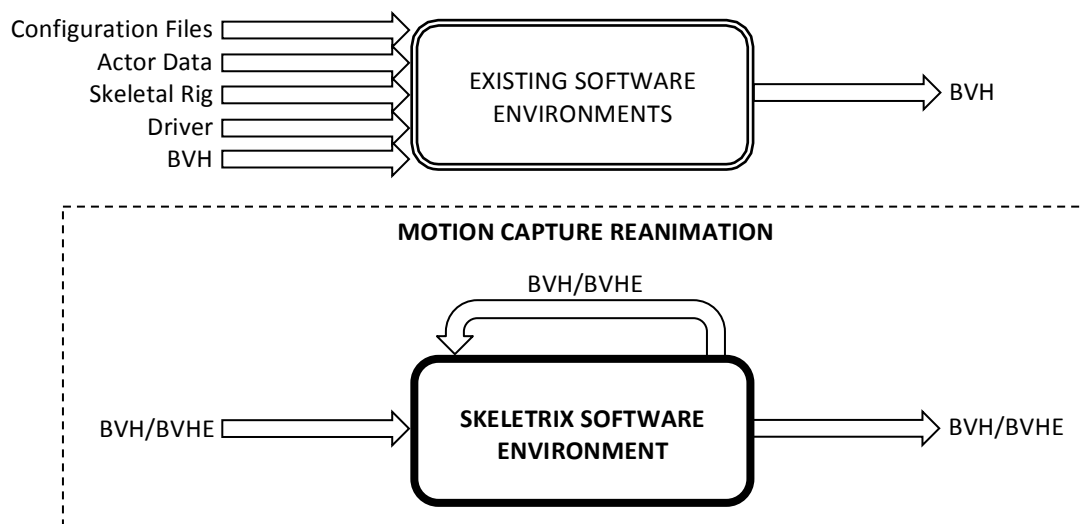 Configuration Files
Actor Data
Skeletal Rig
Driver
BVH
EXISTING SOFTWARE
ENVIRONMENTS
BVH
MOTION CAPTURE REANIMATION
BVH/BVHE
BVH/BVHE
SKELETRIX SOFTWARE
ENVIRONMENT
BVH/BVHE